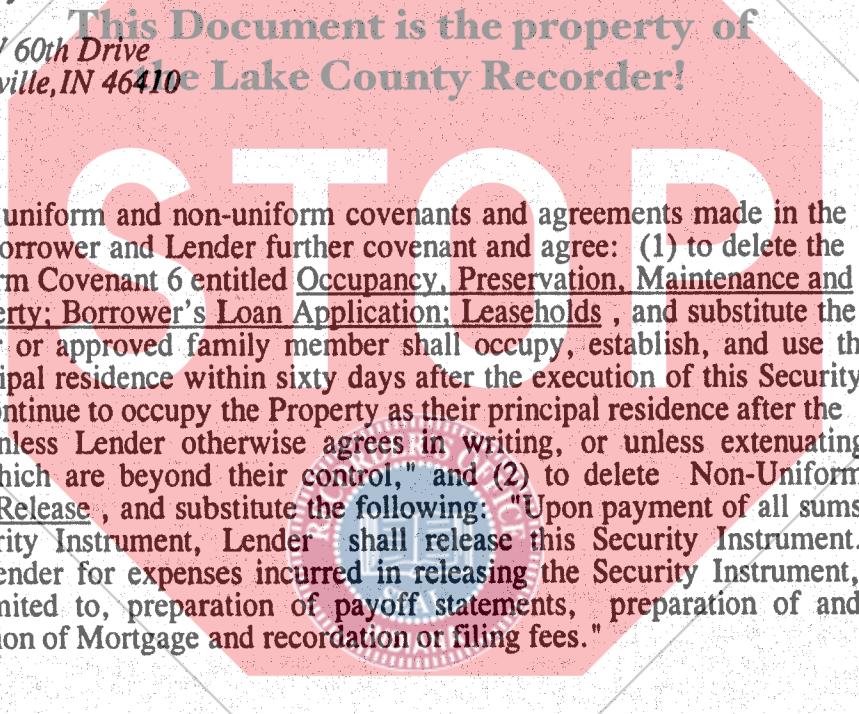 This Document is the property of
the Lake County Recorder!
60th Drive
ville, IN 46410
STOP
uniform and non-uniform covenants and agreements made in the
orrower and Lender further covenant and agree: (1) to delete the
rm Covenant 6 entitled Occupancy, Preservation, Maintenance and
erty; Borrower's Loan Application; Leaseholds , and substitute the
or approved family member shall occupy, establish, and use th
ipal residence within sixty days after the execution of this Security
ontinue to occupy the Property as their principal residence after the
nless Lender otherwise agrees in writing, or unless extenuating
hich are beyond their control," and (2) to delete Non-Uniform
Release , and substitute the following: "Upon payment of all sums
rity Instrument, Lender shall release this Security Instrument.
ender for expenses incurred in releasing the Security Instrument,
mited to, preparation of payoff statements, preparation of and
ion of Mortgage and recordation or filing fees."
RECORDER'S OFFICE
SEAL
INDIANA